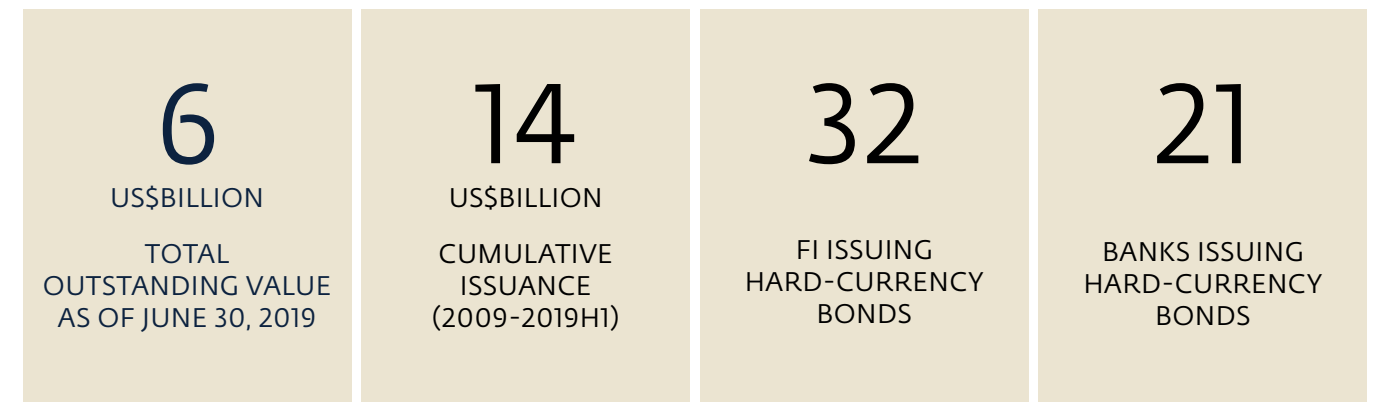 6
US$BILLION
TOTAL
OUTSTANDING VALUE
AS OF JUNE 30, 2019
14
US$BILLION
CUMULATIVE
ISSUANCE
(2009-2019H1)
32
FI ISSUING
HARD-CURRENCY
BONDS
21
BANKS ISSUING
HARD-CURRENCY
BONDS